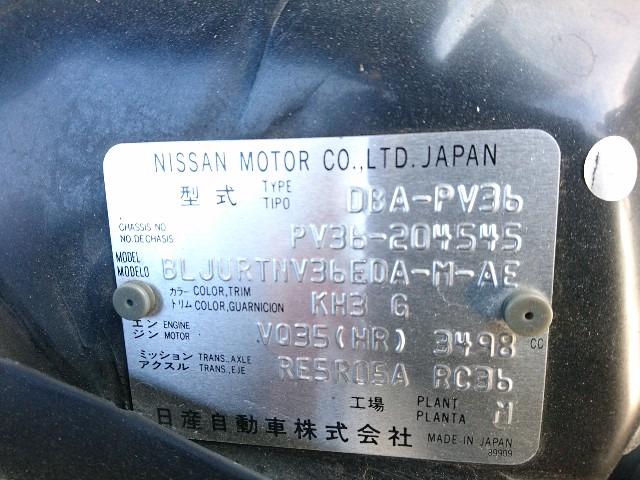 NISSAN MOTOR CO.,LTD. JAPAN
型式 TYPE TIPO DBA-PV36
CHASSIS NO NO.DE CHASIS PV36-204545
MODEL MODELO BLJURTNV36EDA-M-AE
カラー COLOR,TRIM トリム COLOR,GUARNICION KH3 G
エンジン ENGINE MOTOR VQ35(HR) 3498 CC
ミッション TRANS.,AXLE アクスル TRANS.,EJE RE5R05A RC36
工場 PLANT PLANTA M
日産自動車株式会社 MADE IN JAPAN
89909